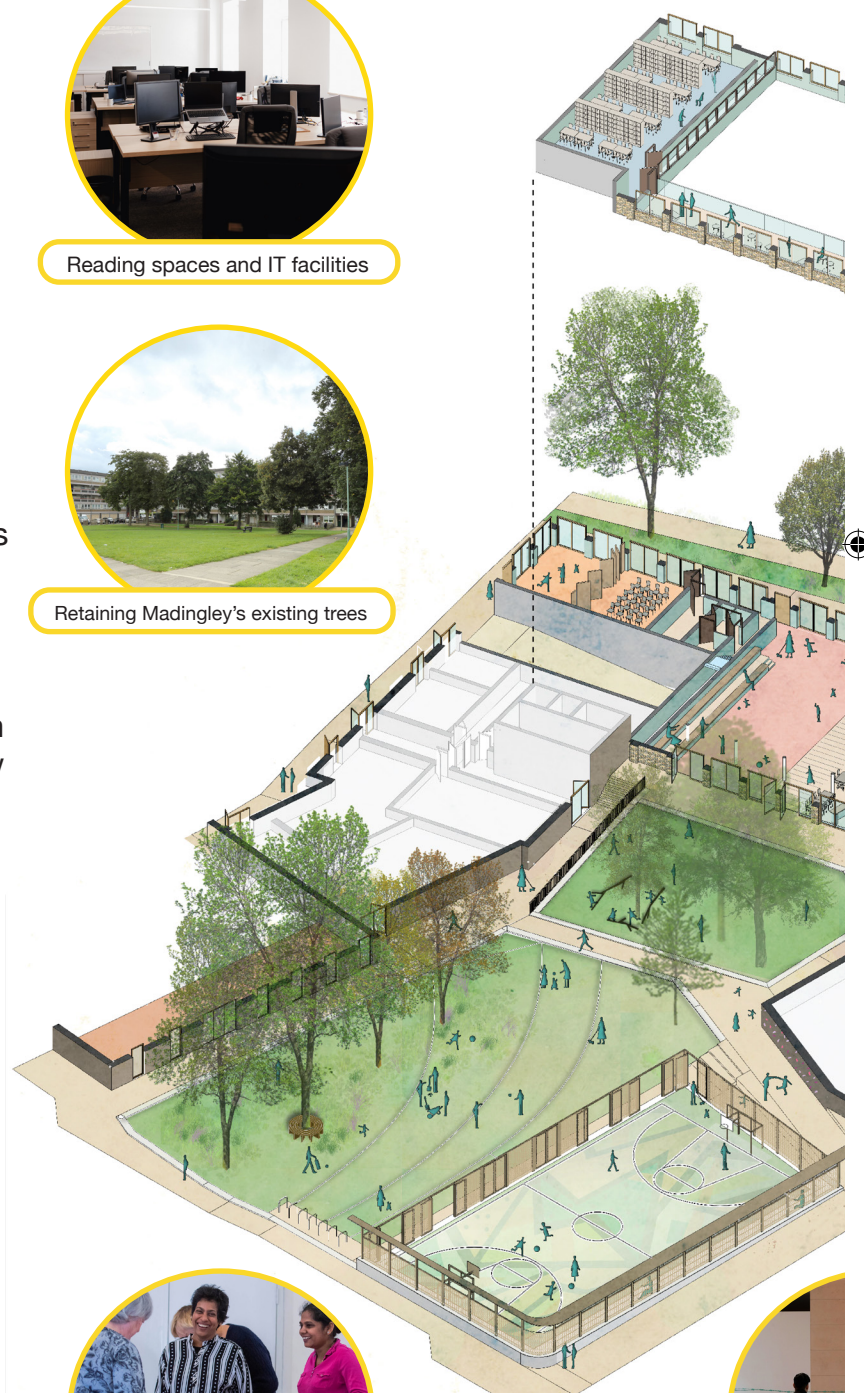 Reading spaces and IT facilities
s
Retaining Madingley’s existing trees